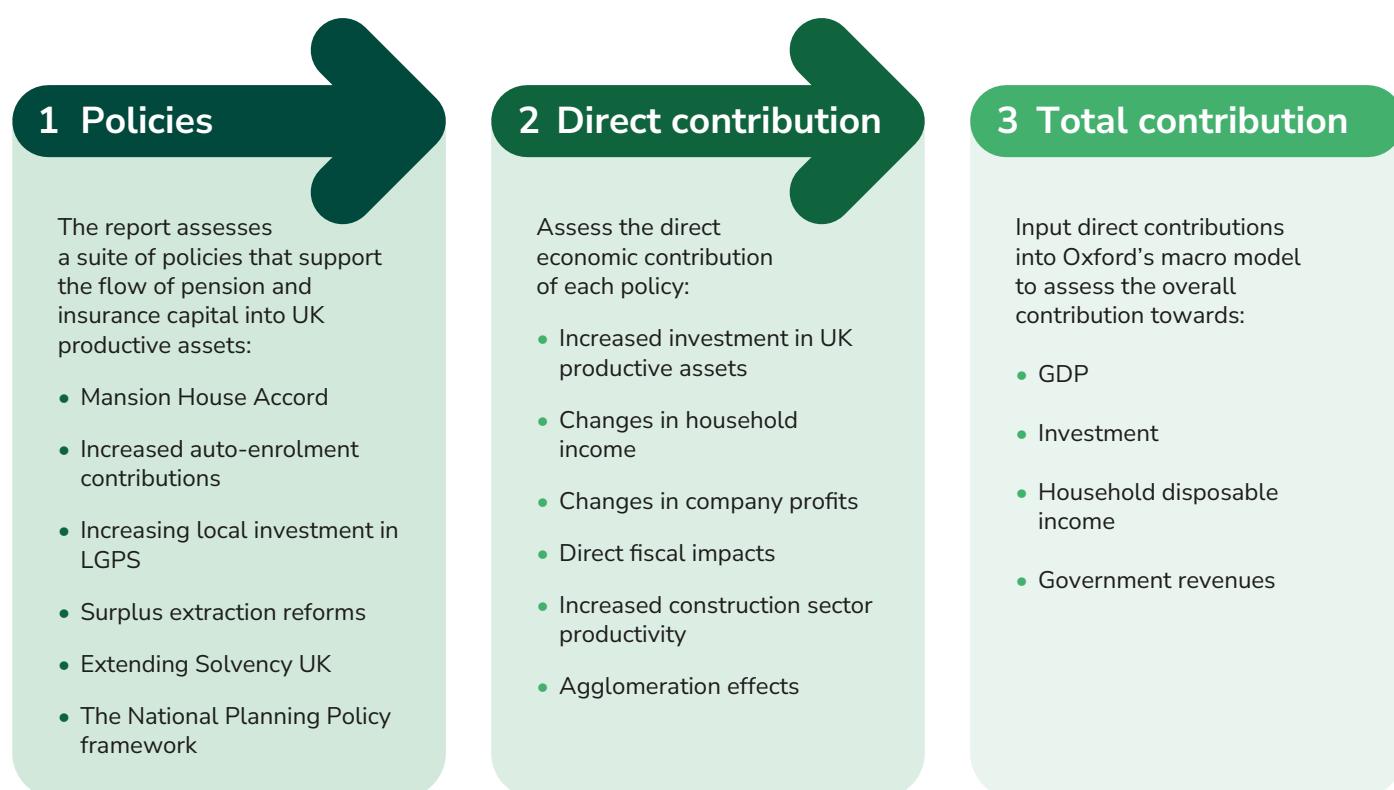 1 Policies
The report assesses
a suite of policies that support
the flow of pension and
insurance capital into UK
productive assets:
• Mansion House Accord
• Increased auto-enrolment
contributions
• Increasing local investment in
LGPS
• Surplus extraction reforms
• Extending Solvency UK
• The National Planning Policy
framework
2 Direct contribution
Assess the direct
economic contribution
of each policy:
• Increased investment in UK
productive assets
• Changes in household
income
• Changes in company profits
• Direct fiscal impacts
• Increased construction sector
productivity
• Agglomeration effects
3 Total contribution
Input direct contributions
into Oxford’s macro model
to assess the overall
contribution towards:
• GDP
• Investment
• Household disposable
income
• Government revenues